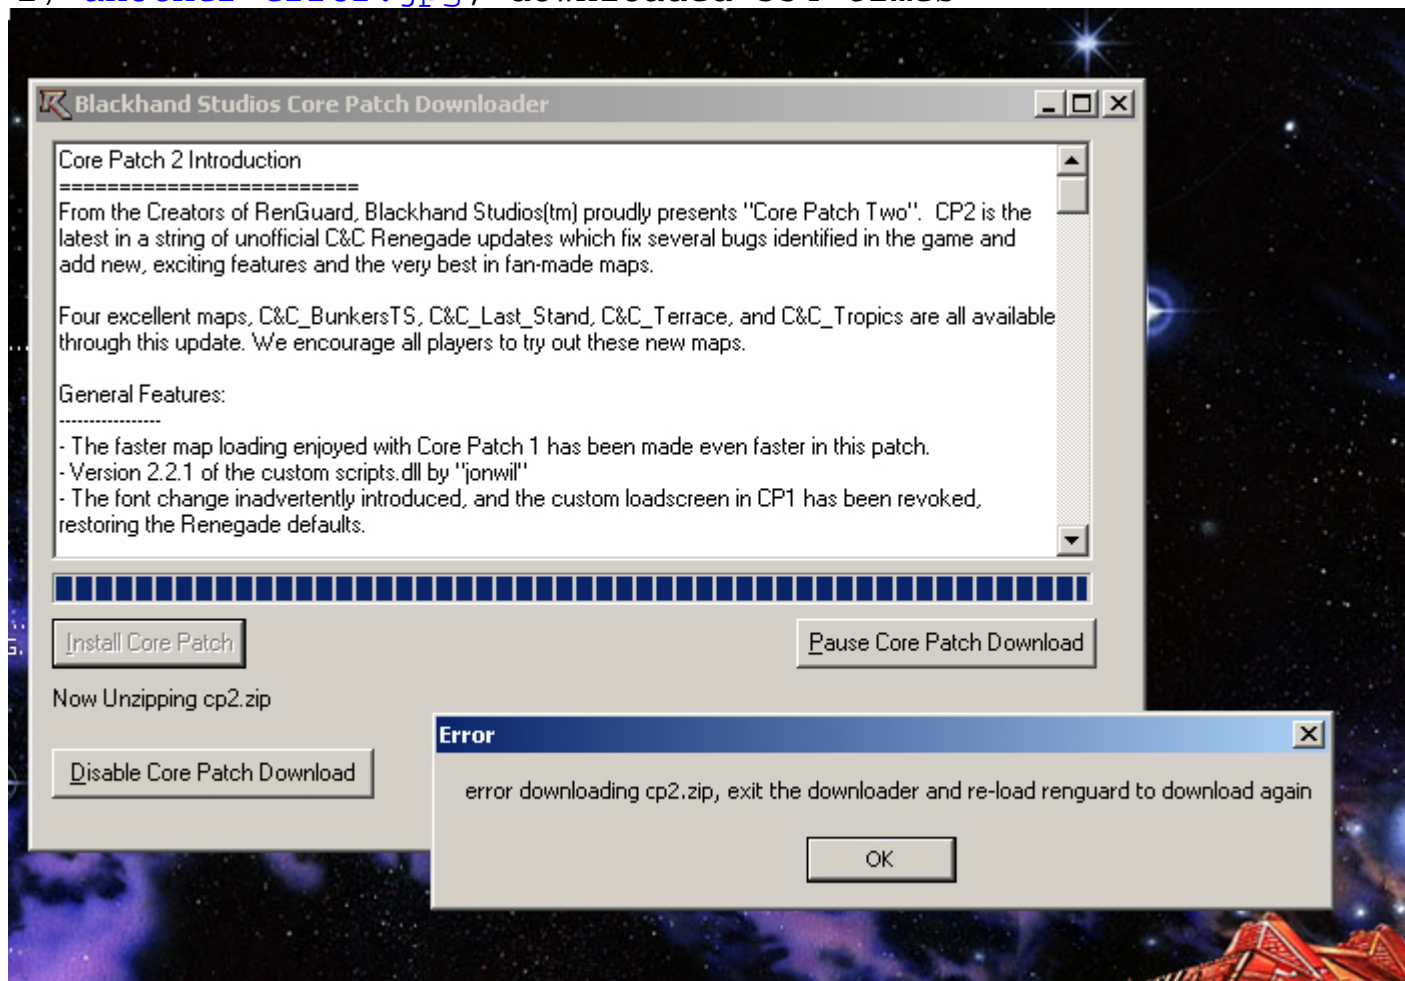 another error.jpg, downloaded 884 times
Blackhand Studios Core Patch Downloader
Core Patch 2 Introduction
=========================
From the Creators of RenGuard, Blackhand Studios(tm) proudly presents "Core Patch Two".  CP2 is the
latest in a string of unofficial C&C Renegade updates which fix several bugs identified in the game and
add new, exciting features and the very best in fan-made maps.
Four excellent maps, C&C_BunkersTS, C&C_Last_Stand, C&C_Terrace, and C&C_Tropics are all available
through this update. We encourage all players to try out these new maps.
General Features:
----------------
- The faster map loading enjoyed with Core Patch 1 has been made even faster in this patch.
- Version 2.2.1 of the custom scripts.dll by "jonwil"
- The font change inadvertently introduced, and the custom loadscreen in CP1 has been revoked,
restoring the Renegade defaults.
Install Core Patch
Pause Core Patch Download
Now Unzipping cp2.zip
Disable Core Patch Download
Error
error downloading cp2.zip, exit the downloader and re-load renguard to download again
OK